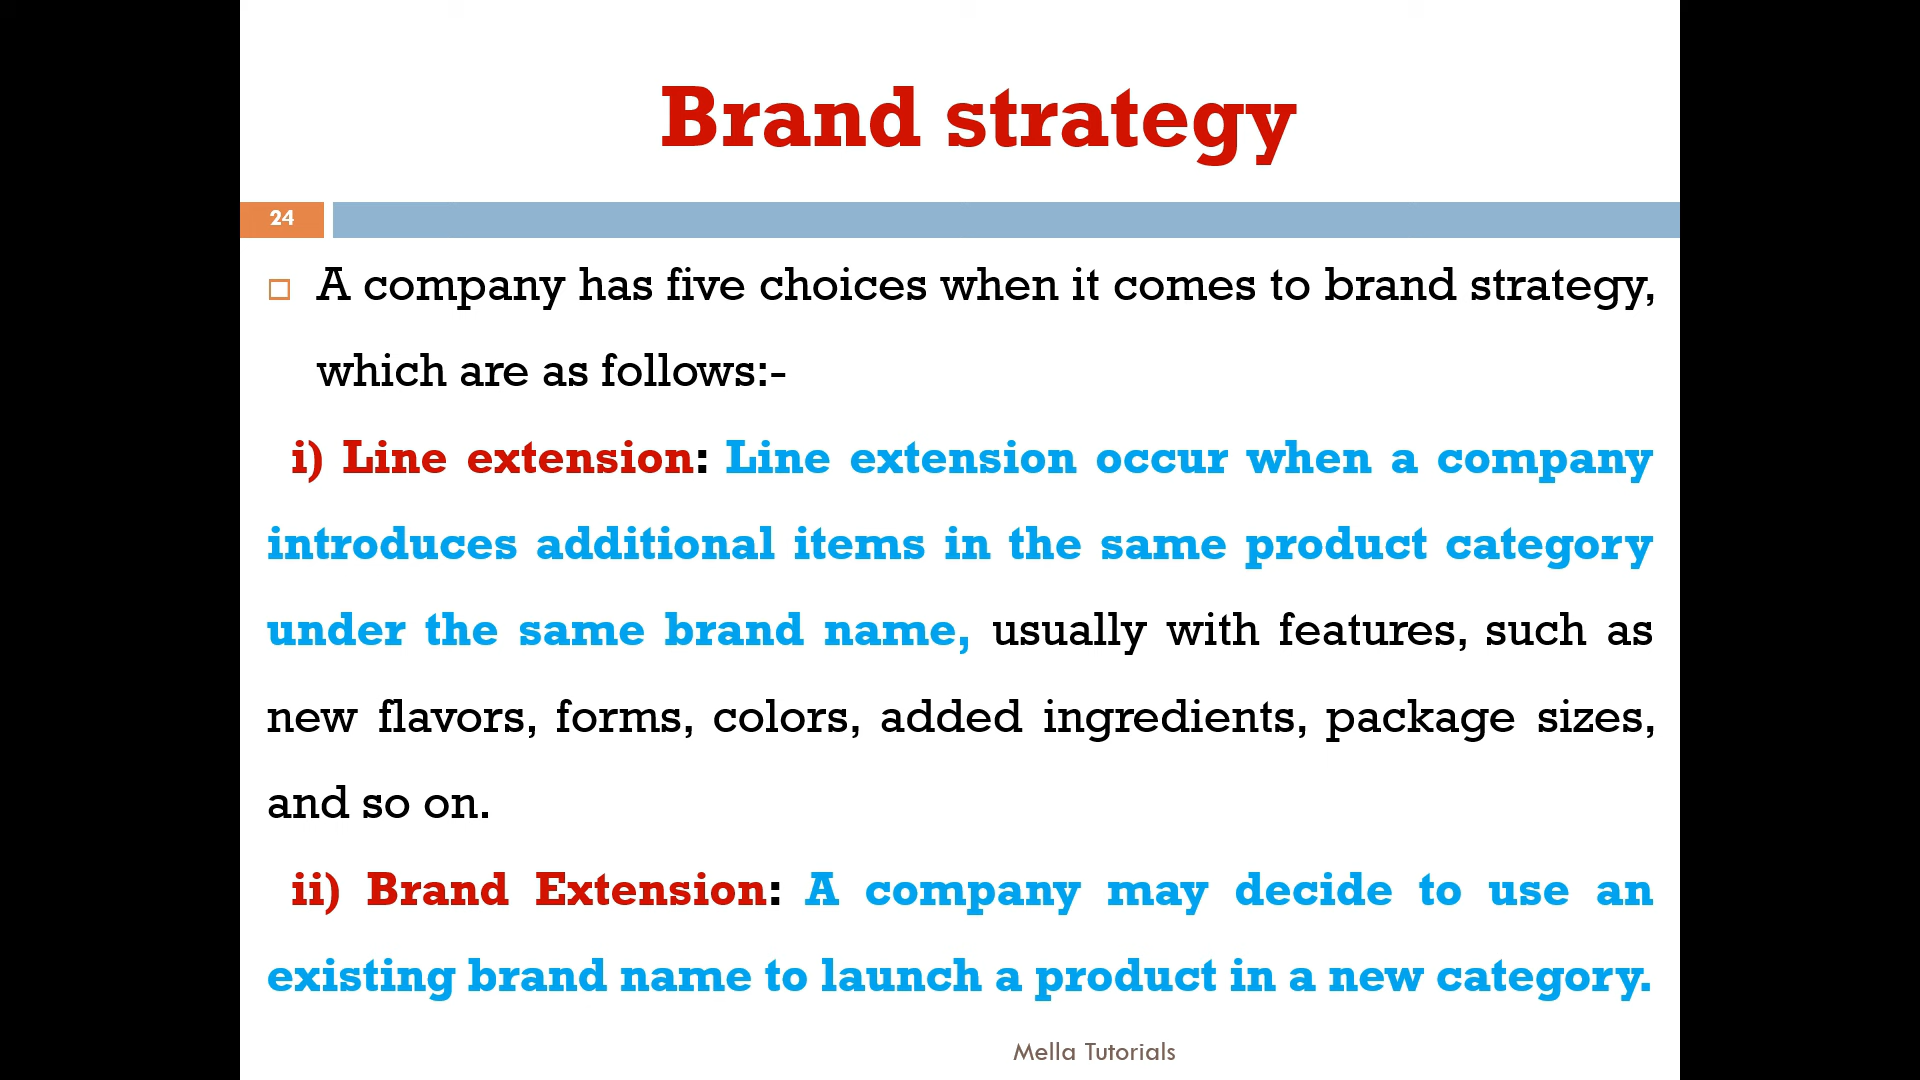 Brand strategy
24
A company has five choices when it comes to brand strategy,
which are as follows:-
i) Line extension: Line extension occur when a company
introduces additional items in the same product category
under the same brand name, usually with features, such as
new flavors, forms, colors, added ingredients, package sizes,
and so on.
ii) Brand Extension: A company may decide to use an
existing brand name to launch a product in a new category.
Mella Tutorials